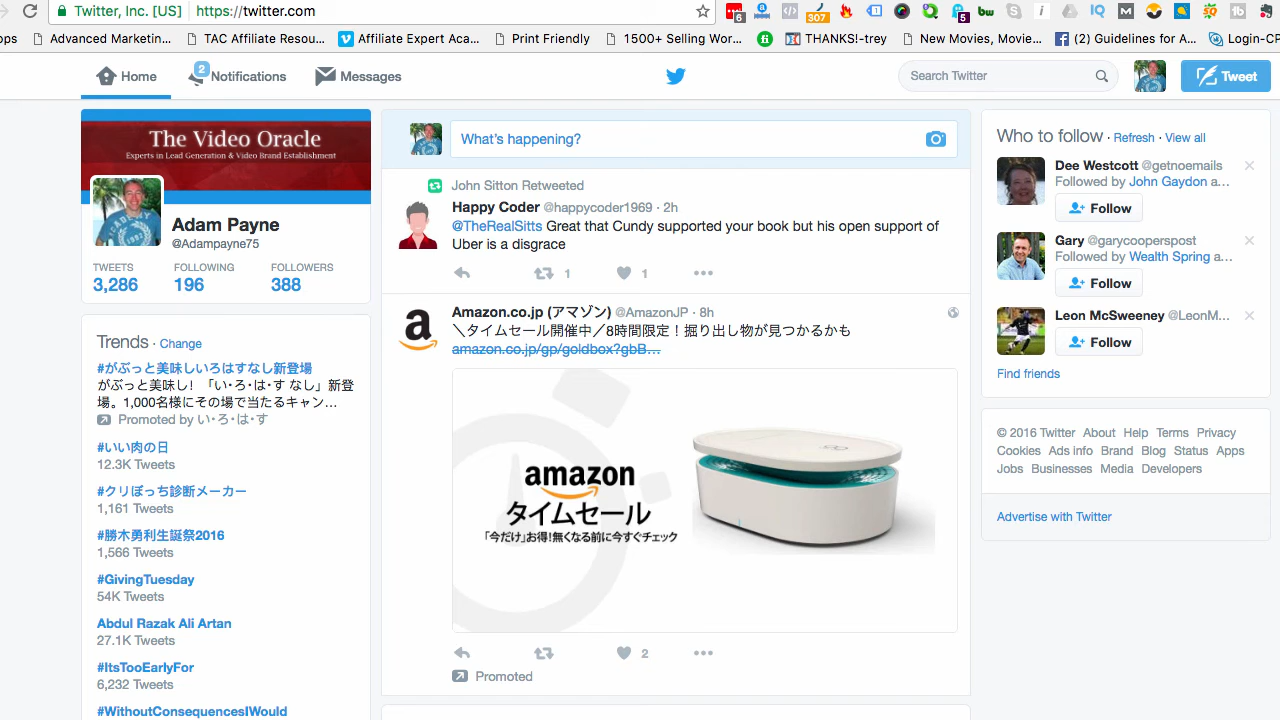 Twitter, Inc. [US]
https://twitter.com
6
307
5
bw
ops
Advanced Marketin...
TAC Affiliate Resou...
Affiliate Expert Aca...
Print Friendly
1500+ Selling Wor...
THANKS!-trey
New Movies, Movie...
(2) Guidelines for A...
Login-CP
Home
2
Notifications
Messages
Search Twitter
Tweet
The Video Oracle
Experts in Lead Generation & Video Brand Establishment
Adam Payne
@Adampayne75
TWEETS
FOLLOWING
FOLLOWERS
3,286
196
388
Trends · Change
#がぶっと美味しいろはすなし新登場
がぶっと美味し! 「い・ろ・は・す なし」新登
場。1,000名様にその場で当たるキャン...
Promoted by い・ろ・は・す
#いい肉の日
12.3K Tweets
#クリぼっち診断メーカー
1,161 Tweets
#勝木勇利生誕祭2016
1,566 Tweets
#GivingTuesday
54K Tweets
Abdul Razak Ali Artan
27.1K Tweets
#ItsTooEarlyFor
6,232 Tweets
#WithoutConsequencesIWould
What's happening?
John Sitton Retweeted
Happy Coder @happycoder1969 · 2h
@TheRealSitts Great that Cundy supported your book but his open support of
Uber is a disgrace
1
1
Amazon.co.jp (アマゾン) @AmazonJP · 8h
＼タイムセール開催中／8時間限定！掘り出し物が見つかるかも
amazon.co.jp/gp/goldbox?gbB...
a
amazon
タイムセール
「今だけ」お得!無くなる前に今すぐチェック
2
Promoted
Who to follow · Refresh · View all
Dee Westcott @getnoemails
Followed by John Gaydon a...
Follow
Gary @garycooperspost
Followed by Wealth Spring a...
Follow
Leon McSweeney @LeonM...
Follow
Find friends
© 2016 Twitter About Help Terms Privacy
Cookies Ads info Brand Blog Status Apps
Jobs Businesses Media Developers
Advertise with Twitter